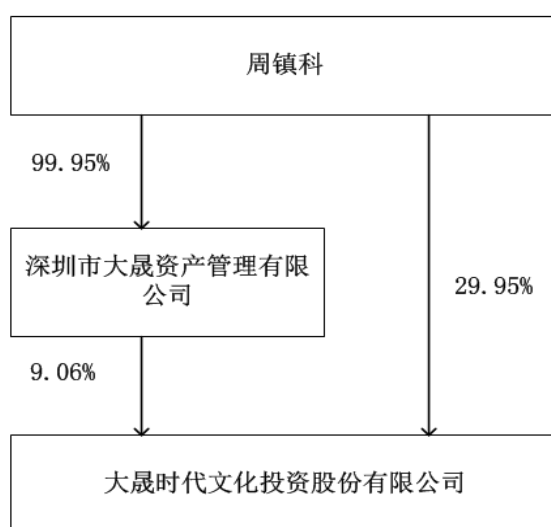 周镇科
99.95%
深圳市大晟资产管理有限
公司
29.95%
9.06%
大晟时代文化投资股份有限公司